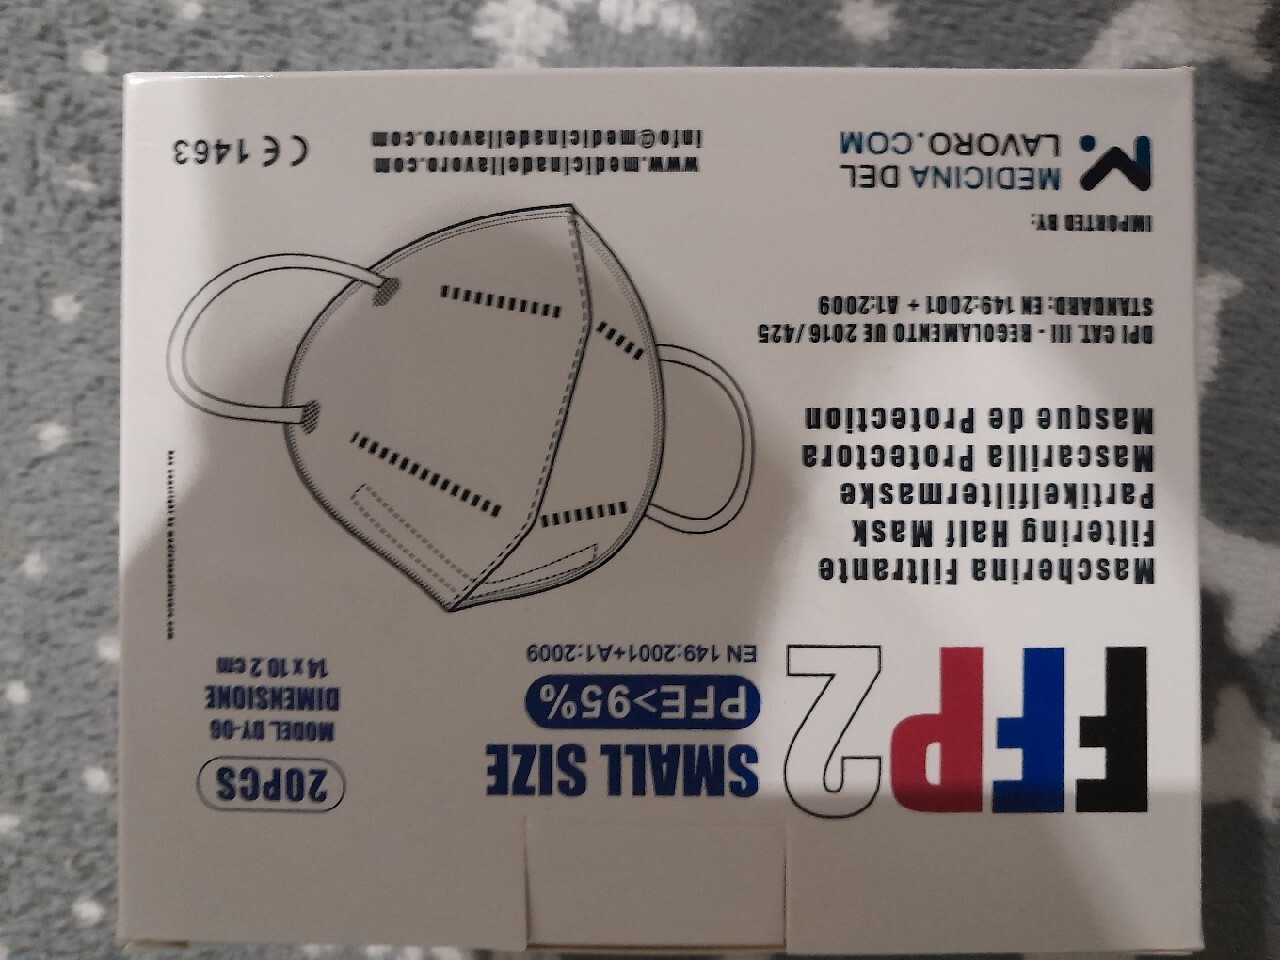 FFP2
SMALL SIZE
PFE>95%
EN 149:2001+A1:2009
20PCS
MODEL DY-06
DIMENSIONE
14 x 10.2 cm
Mascherina Filtrante
Filtering Half Mask
Partikelfiltermaske
Mascarilla Protectora
Masque de Protection
DPI CAT. III - REGOLAMENTO UE 2016/425
STANDARD: EN 149:2001 + A1:2009
IMPORTED BY:
MEDICINA DEL
LAVORO.COM
www.medicinadellavoro.com
info@medicinadellavoro.com
CE 1463